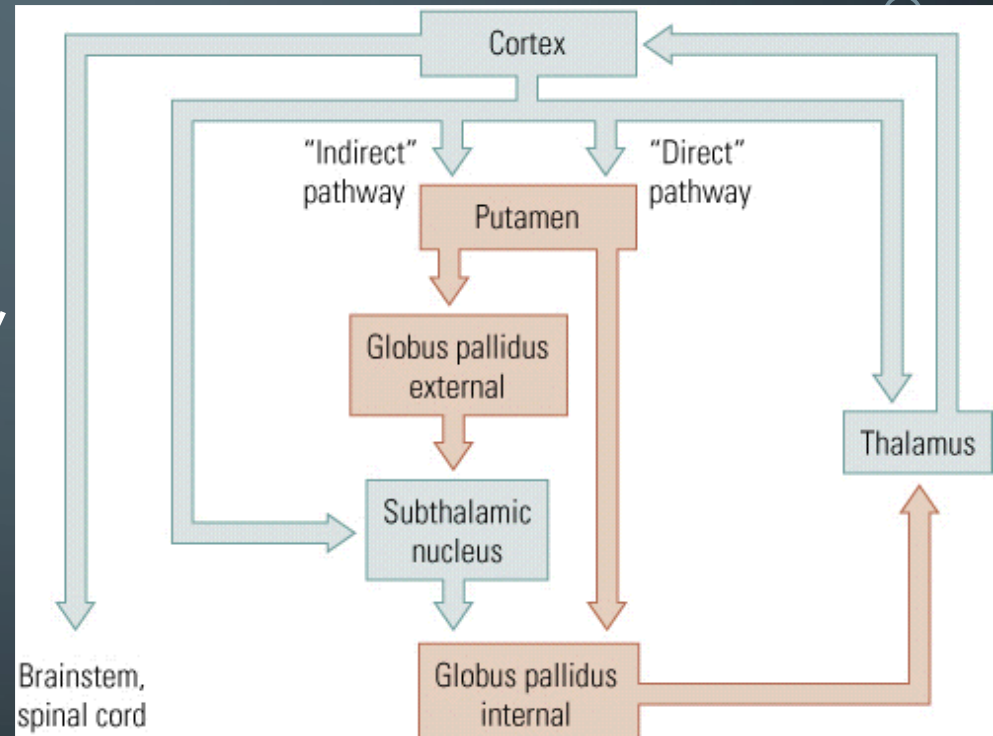 Cortex
"Indirect"
pathway
"Direct"
pathway
Putamen
Globus pallidus
external
Thalamus
Subthalamic
nucleus
Brainstem,
spinal cord
Globus pallidus
internal